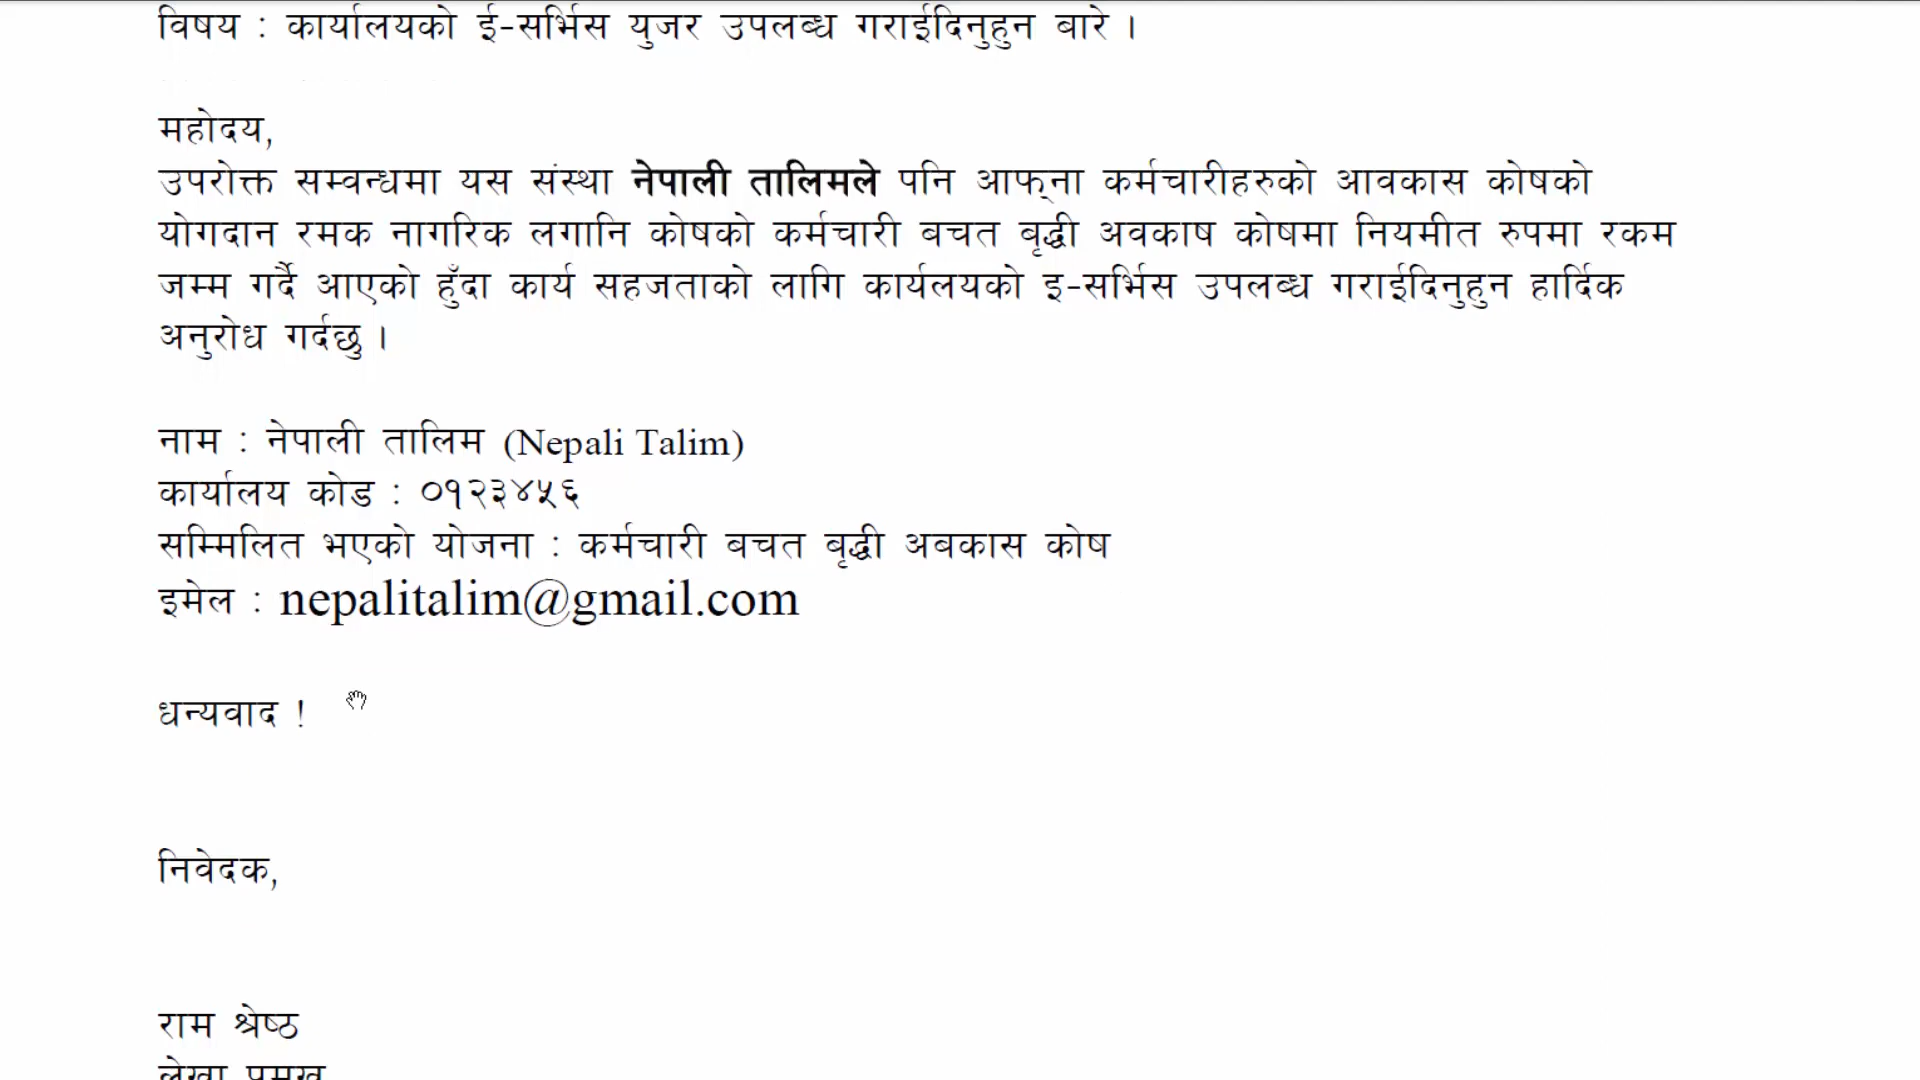 विषय : कार्यालयको ई-सर्भिस युजर उपलब्ध गराईदिनुहुन बारे ।
महोदय,
उपरोक्त सम्वन्धमा यस संस्था नेपाली तालिमले पनि आफ्ना कर्मचारीहरुको आवकास कोषको
योगदान रमक नागरिक लगानि कोषको कर्मचारी बचत बृद्धी अवकाष कोषमा नियमीत रुपमा रकम
जम्म गर्दै आएको हुँदा कार्य सहजताको लागि कार्यलयको इ-सर्भिस उपलब्ध गराईदिनुहुन हार्दिक
अनुरोध गर्दछु ।
नाम : नेपाली तालिम (Nepali Talim)
कार्यालय कोड : ०१२३४५६
सम्मिलित भएको योजना : कर्मचारी बचत बृद्धी अबकास कोष
इमेल : nepalitalim@gmail.com
धन्यवाद !
निवेदक,
राम श्रेष्ठ
लेखा प्रमुख